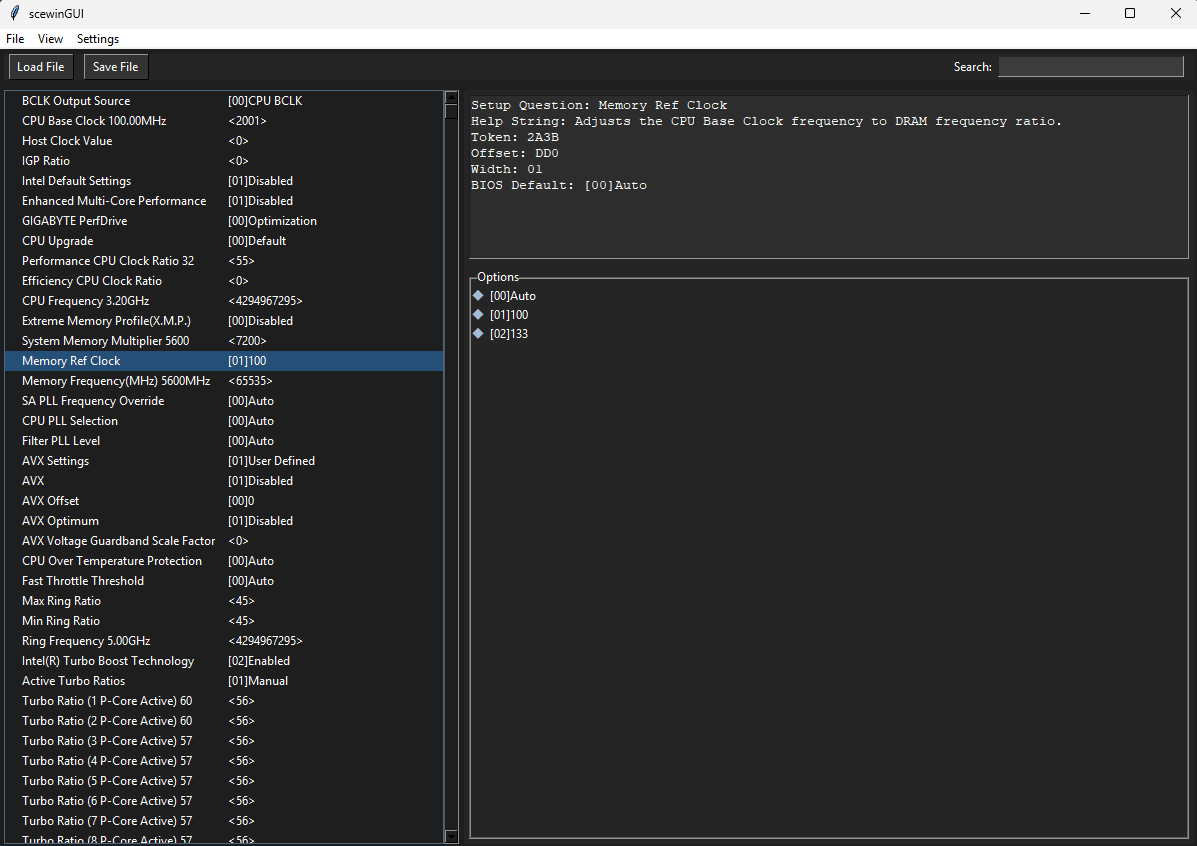 scewinGUI
File View Settings
Load File Save File Search:
BCLK Output Source [00]CPU BCLK
CPU Base Clock 100.00MHz <2001>
Host Clock Value <0>
IGP Ratio <0>
Intel Default Settings [01]Disabled
Enhanced Multi-Core Performance [01]Disabled
GIGABYTE PerfDrive [00]Optimization
CPU Upgrade [00]Default
Performance CPU Clock Ratio 32 <55>
Efficiency CPU Clock Ratio <0>
CPU Frequency 3.20GHz <4294967295>
Extreme Memory Profile(X.M.P.) [00]Disabled
System Memory Multiplier 5600 <7200>
Memory Ref Clock [01]100
Memory Frequency(MHz) 5600MHz <65535>
SA PLL Frequency Override [00]Auto
CPU PLL Selection [00]Auto
Filter PLL Level [00]Auto
AVX Settings [01]User Defined
AVX [01]Disabled
AVX Offset [00]0
AVX Optimum [01]Disabled
AVX Voltage Guardband Scale Factor <0>
CPU Over Temperature Protection [00]Auto
Fast Throttle Threshold [00]Auto
Max Ring Ratio <45>
Min Ring Ratio <45>
Ring Frequency 5.00GHz <4294967295>
Intel(R) Turbo Boost Technology [02]Enabled
Active Turbo Ratios [01]Manual
Turbo Ratio (1 P-Core Active) 60 <56>
Turbo Ratio (2 P-Core Active) 60 <56>
Turbo Ratio (3 P-Core Active) 57 <56>
Turbo Ratio (4 P-Core Active) 57 <56>
Turbo Ratio (5 P-Core Active) 57 <56>
Turbo Ratio (6 P-Core Active) 57 <56>
Turbo Ratio (7 P-Core Active) 57 <56>
Turbo Ratio (8 P-Core Active) 57 <56>
Setup Question: Memory Ref Clock
Help String: Adjusts the CPU Base Clock frequency to DRAM frequency ratio.
Token: 2A3B
Offset: DD0
Width: 01
BIOS Default: [00]Auto
Options
[00]Auto
[01]100
[02]133